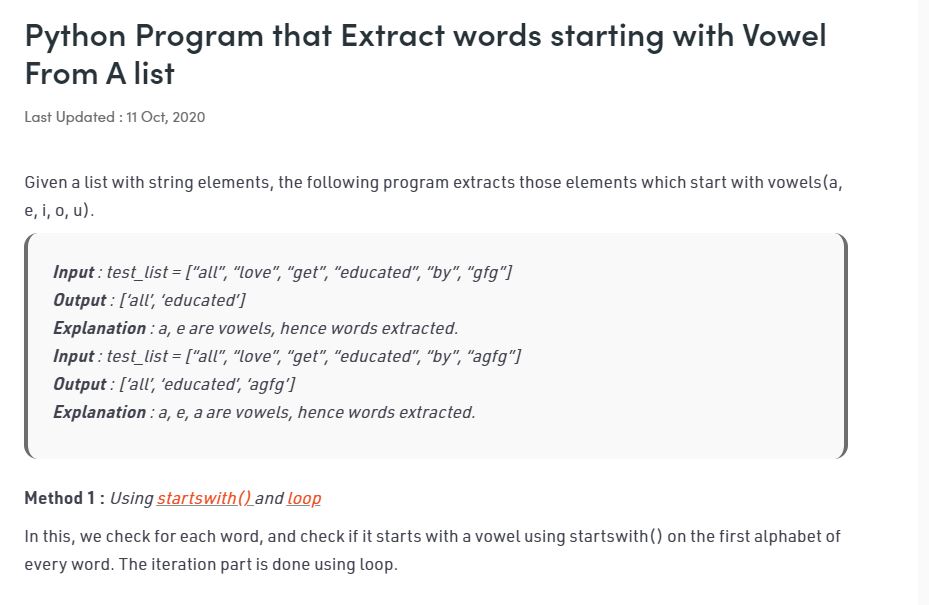 Python Program that Extract words starting with Vowel
From A list
Last Updated : 11 Oct, 2020
Given a list with string elements, the following program extracts those elements which start with vowels(a,
e, i, o, u).
Input : test_list = [“all”, “love”, “get”, “educated”, “by”, “gfg”]
Output : [‘all’, ‘educated’]
Explanation : a, e are vowels, hence words extracted.
Input : test_list = [“all”, “love”, “get”, “educated”, “by”, “agfg”]
Output : [‘all’, ‘educated’, ‘agfg’]
Explanation : a, e, a are vowels, hence words extracted.
Method 1 : Using startswith() and loop
In this, we check for each word, and check if it starts with a vowel using startswith() on the first alphabet of
every word. The iteration part is done using loop.